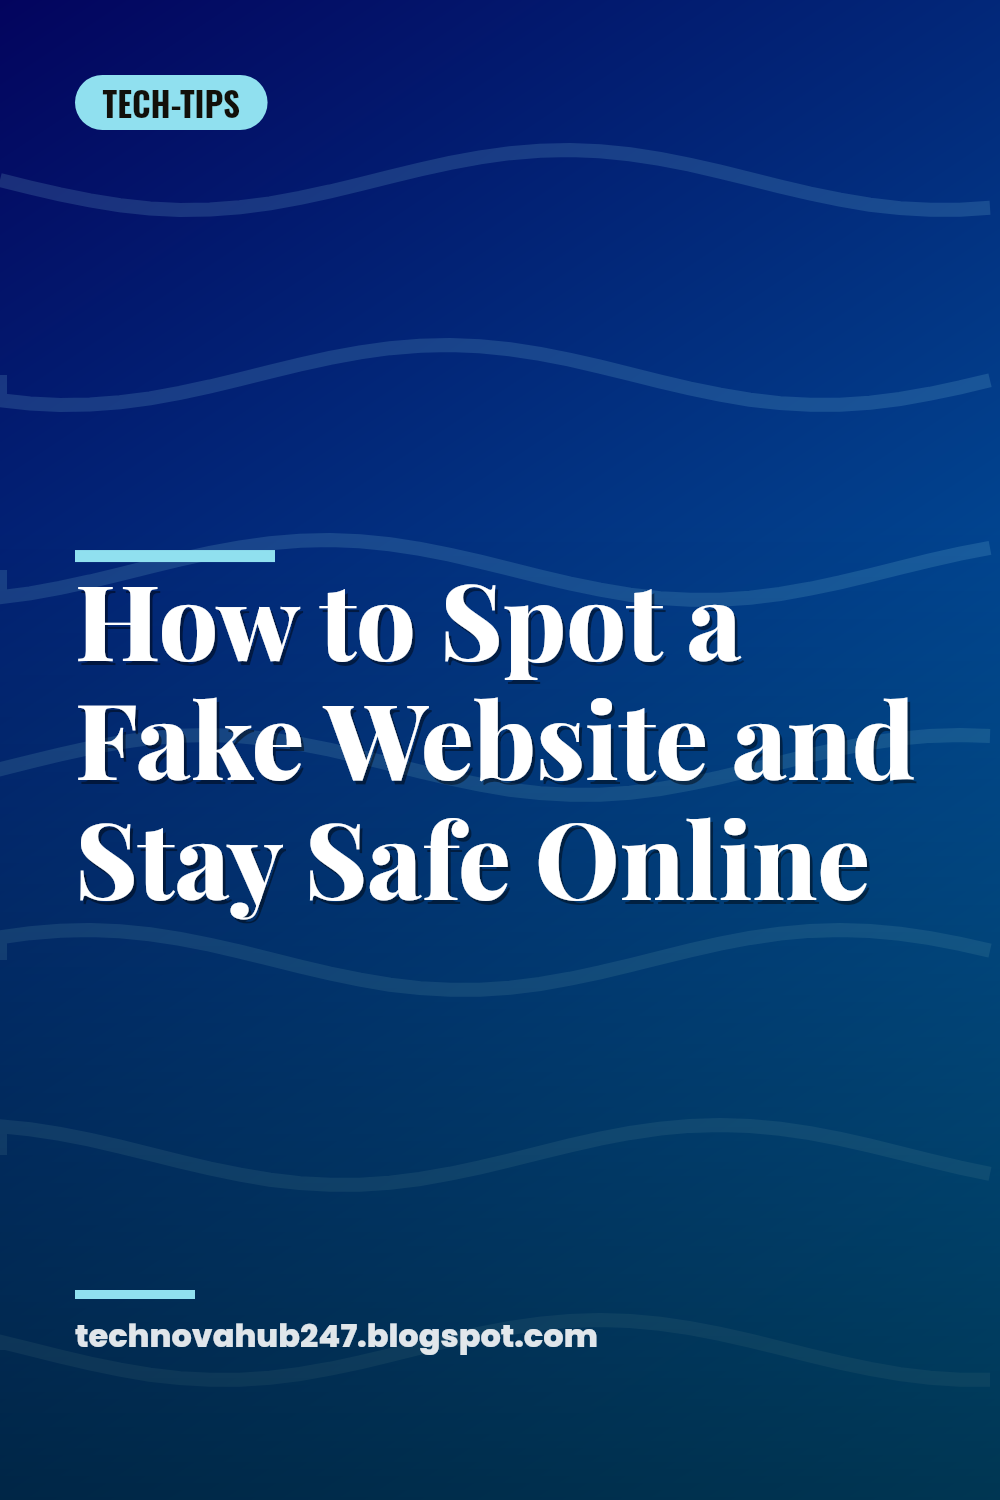 TECH-TIPS
How to Spot a
Fake Website and
Stay Safe Online
technovahub247.blogspot.com